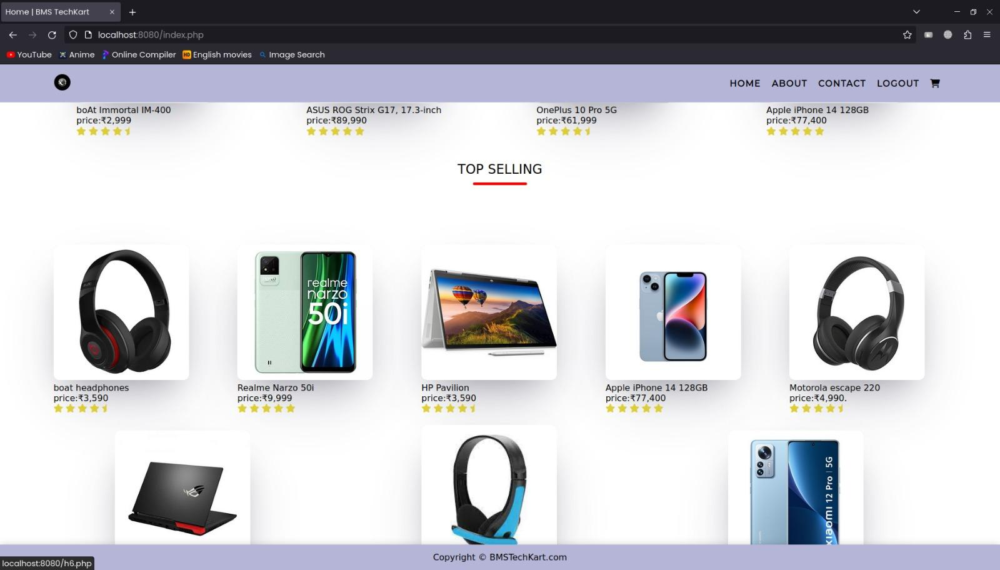 Home | BMS TechKart
localhost:8080/index.php
YouTube Anime Online Compiler HD English movies Image Search
HOME ABOUT CONTACT LOGOUT
boAt Immortal IM-400
price:₹2,999
ASUS ROG Strix G17, 17.3-inch
price:₹89,990
OnePlus 10 Pro 5G
price:₹61,999
Apple iPhone 14 128GB
price:₹77,400
TOP SELLING
realme
narzo
50i
boat headphones
price:₹3,590
Realme Narzo 50i
price:₹9,999
HP Pavilion
price:₹3,590
Apple iPhone 14 128GB
price:₹77,400
Motorola escape 220
price:₹4,990.
xiaomi 12 Pro | 5G
Copyright © BMSTechKart.com
localhost:8080/h6.php